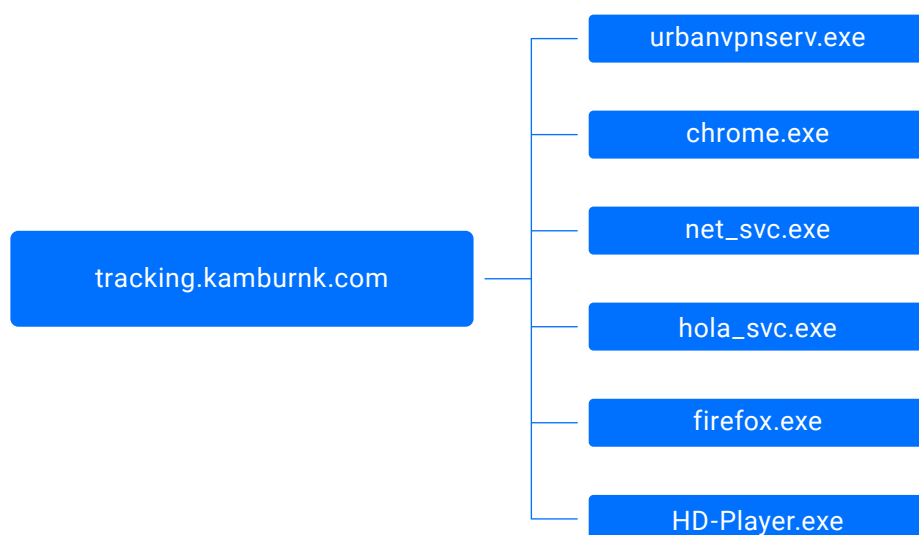 urbanvpnserv.exe
chrome.exe
net_svc.exe
tracking.kamburnk.com
hola_svc.exe
firefox.exe
HD-Player.exe